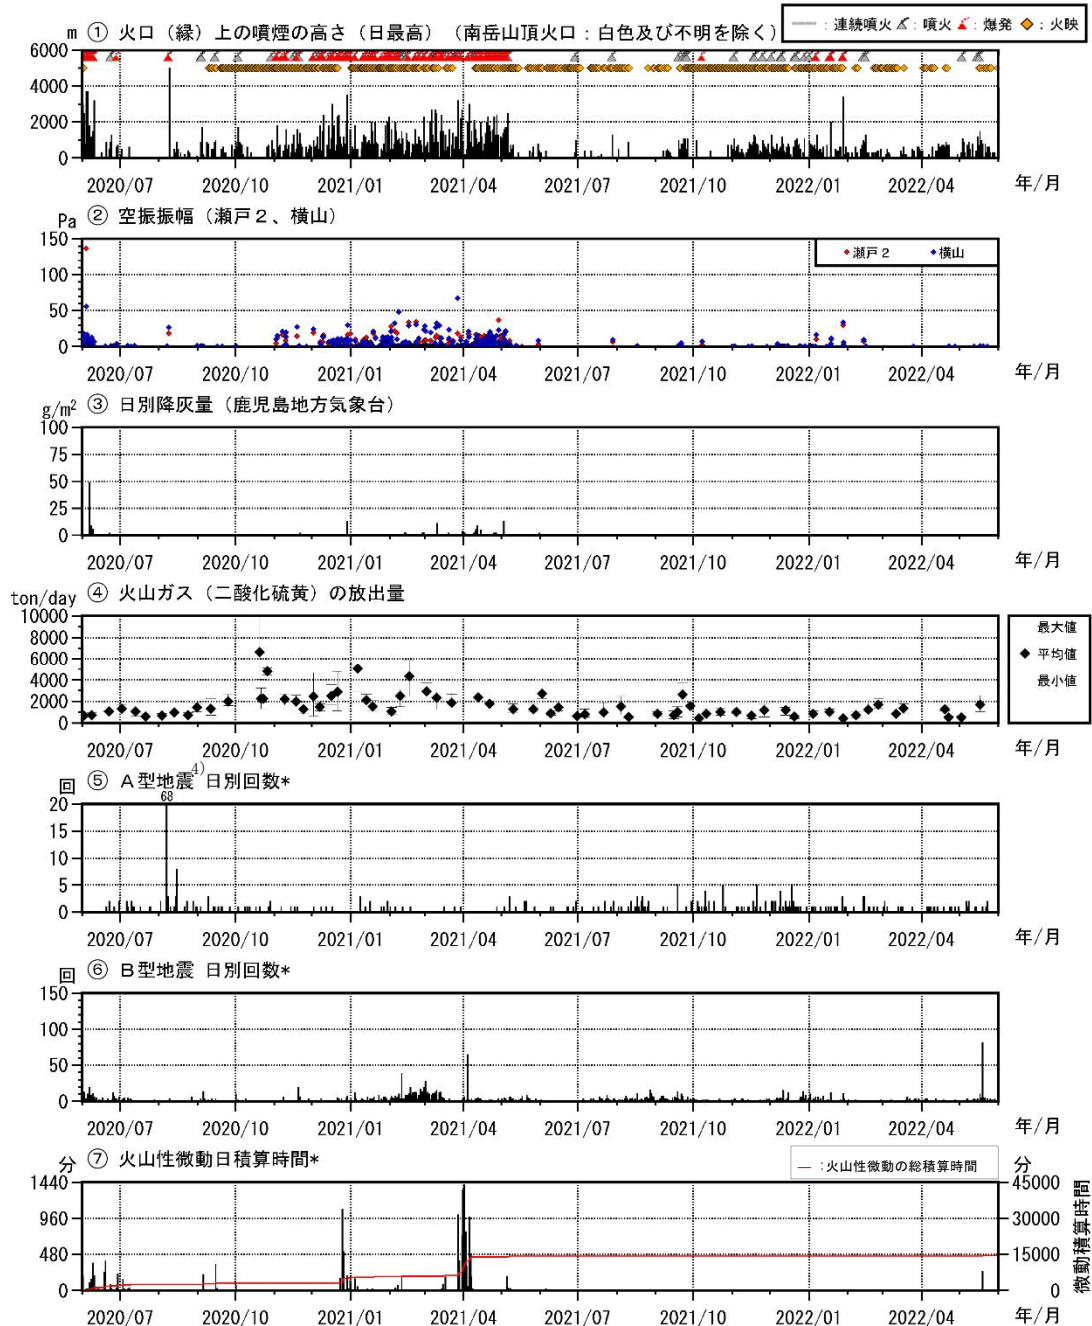 m ① 火口（縁）上の噴煙の高さ（日最高）（南岳山頂火口：白色及び不明を除く）
：連続噴火 ：噴火 ：爆発 ：火映
6000
4000
2000
0
2020/07 2020/10 2021/01 2021/04 2021/07 2021/10 2022/01 2022/04 年/月
Pa ② 空振振幅（瀬戸２、横山）
瀬戸２ 横山
150
100
50
0
2020/07 2020/10 2021/01 2021/04 2021/07 2021/10 2022/01 2022/04 年/月
g/m² ③ 日別降灰量（鹿児島地方気象台）
100
75
50
25
0
2020/07 2020/10 2021/01 2021/04 2021/07 2021/10 2022/01 2022/04 年/月
ton/day ④ 火山ガス（二酸化硫黄）の放出量
10000
8000
6000
4000
2000
0
最大値
平均値
最小値
2020/07 2020/10 2021/01 2021/04 2021/07 2021/10 2022/01 2022/04 年/月
回 ⑤ Ａ型地震4)日別回数*
68
20
15
10
5
0
2020/07 2020/10 2021/01 2021/04 2021/07 2021/10 2022/01 2022/04 年/月
回 ⑥ Ｂ型地震 日別回数*
150
100
50
0
2020/07 2020/10 2021/01 2021/04 2021/07 2021/10 2022/01 2022/04 年/月
分 ⑦ 火山性微動日積算時間*
：火山性微動の総積算時間
分
1440 45000
960 30000
480 15000
0 0
微動積算時間
2020/07 2020/10 2021/01 2021/04 2021/07 2021/10 2022/01 2022/04 年/月